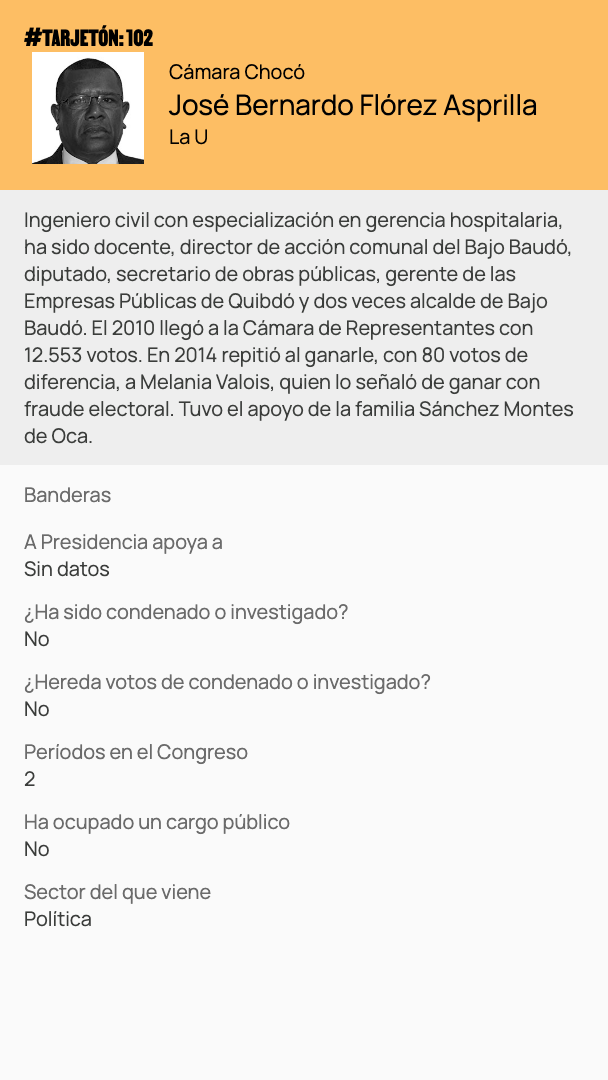 #TARJETÓN: 102
Cámara Chocó
José Bernardo Flórez Asprilla
La U
Ingeniero civil con especialización en gerencia hospitalaria,
ha sido docente, director de acción comunal del Bajo Baudó,
diputado, secretario de obras públicas, gerente de las
Empresas Públicas de Quibdó y dos veces alcalde de Bajo
Baudó. El 2010 llegó a la Cámara de Representantes con
12.553 votos. En 2014 repitió al ganarle, con 80 votos de
diferencia, a Melania Valois, quien lo señaló de ganar con
fraude electoral. Tuvo el apoyo de la familia Sánchez Montes
de Oca.
Banderas
A Presidencia apoya a
Sin datos
¿Ha sido condenado o investigado?
No
¿Hereda votos de condenado o investigado?
No
Períodos en el Congreso
2
Ha ocupado un cargo público
No
Sector del que viene
Política